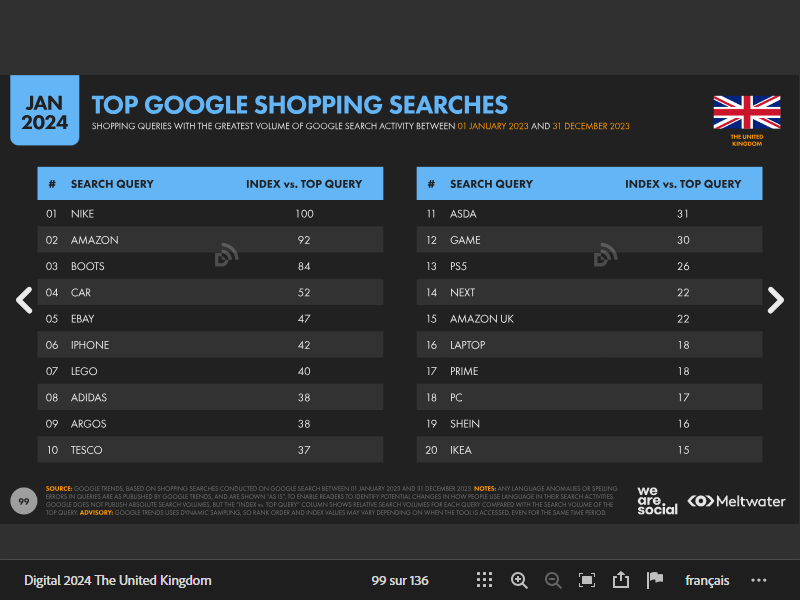 JAN
2024
TOP GOOGLE SHOPPING SEARCHES
SHOPPING QUERIES WITH THE GREATEST VOLUME OF GOOGLE SEARCH ACTIVITY BETWEEN 01 JANUARY 2023 AND 31 DECEMBER 2023
THE UNITED
KINGDOM
# SEARCH QUERY INDEX vs. TOP QUERY
01 NIKE 100
02 AMAZON 92
03 BOOTS 84
04 CAR 52
05 EBAY 47
06 IPHONE 42
07 LEGO 40
08 ADIDAS 38
09 ARGOS 38
10 TESCO 37
# SEARCH QUERY INDEX vs. TOP QUERY
11 ASDA 31
12 GAME 30
13 PS5 26
14 NEXT 22
15 AMAZON UK 22
16 LAPTOP 18
17 PRIME 18
18 PC 17
19 SHEIN 16
20 IKEA 15
99
SOURCE: GOOGLE TRENDS, BASED ON SHOPPING SEARCHES CONDUCTED ON GOOGLE SEARCH BETWEEN 01 JANUARY 2023 AND 31 DECEMBER 2023. NOTES: ANY LANGUAGE ANOMALIES OR SPELLING
ERRORS IN QUERIES ARE AS PUBLISHED BY GOOGLE TRENDS, AND ARE SHOWN "AS IS", TO ENABLE READERS TO IDENTIFY POTENTIAL CHANGES IN HOW PEOPLE USE LANGUAGE IN THEIR SEARCH ACTIVITIES.
GOOGLE DOES NOT PUBLISH ABSOLUTE SEARCH VOLUMES, BUT THE "INDEX vs. TOP QUERY" COLUMN SHOWS RELATIVE SEARCH VOLUMES FOR EACH QUERY COMPARED WITH THE SEARCH VOLUME OF THE
TOP QUERY. ADVISORY: GOOGLE TRENDS USES DYNAMIC SAMPLING, SO RANK ORDER AND INDEX VALUES MAY VARY DEPENDING ON WHEN THE TOOL IS ACCESSED, EVEN FOR THE SAME TIME PERIOD.
we
are.
social
Meltwater
Digital 2024 The United Kingdom
99 sur 136
français